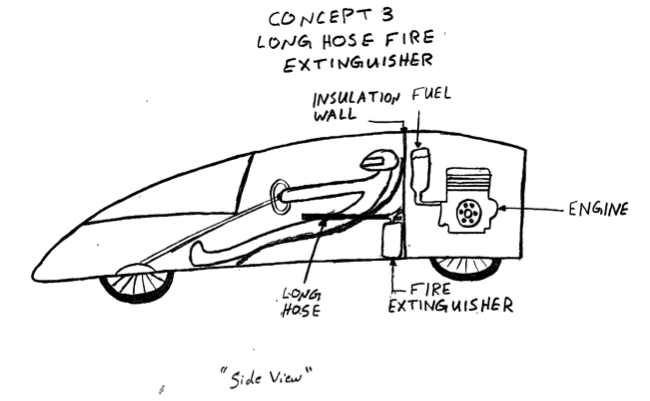 CONCEPT 3
LONG HOSE FIRE
EXTINGUISHER
INSULATION
WALL
FUEL
ENGINE
LONG
HOSE
FIRE
EXTINGUISHER
"Side View"